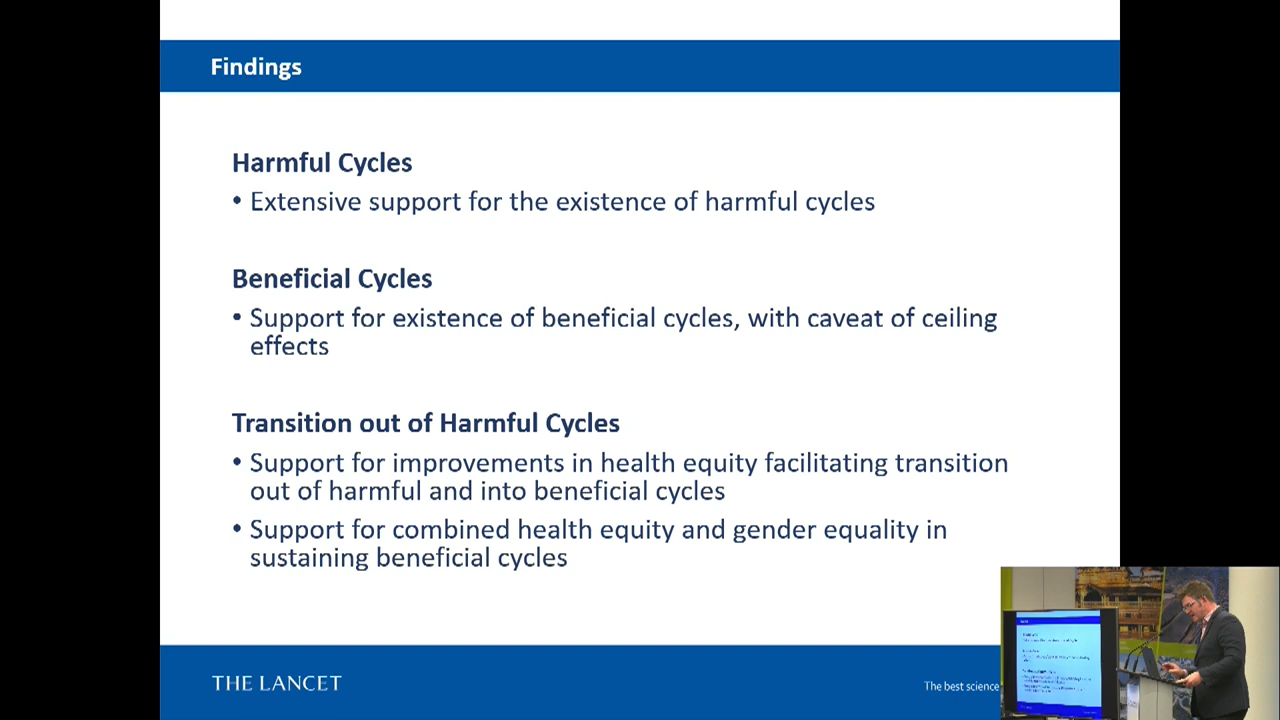 Findings
Harmful Cycles
• Extensive support for the existence of harmful cycles
Beneficial Cycles
• Support for existence of beneficial cycles, with caveat of ceiling
effects
Transition out of Harmful Cycles
• Support for improvements in health equity facilitating transition
out of harmful and into beneficial cycles
• Support for combined health equity and gender equality in
sustaining beneficial cycles
THE LANCET
The best science